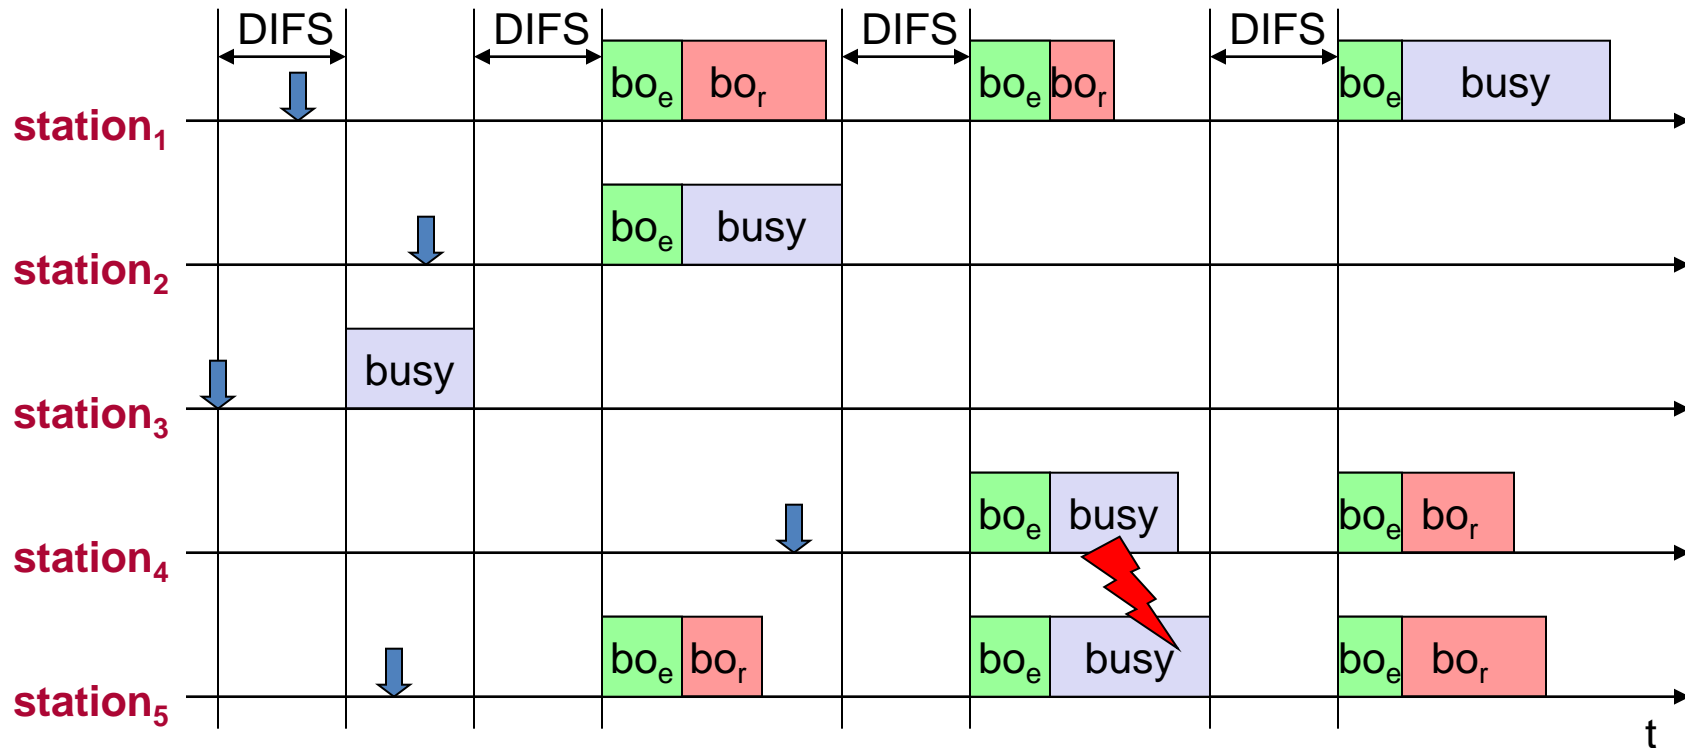 DIFS DIFS DIFS DIFS
station₁ boₑ boᵣ boₑ boᵣ boₑ busy
station₂ boₑ busy
station₃ busy
station₄ boₑ busy boₑ boᵣ
station₅ boₑ boᵣ boₑ busy boₑ boᵣ
t